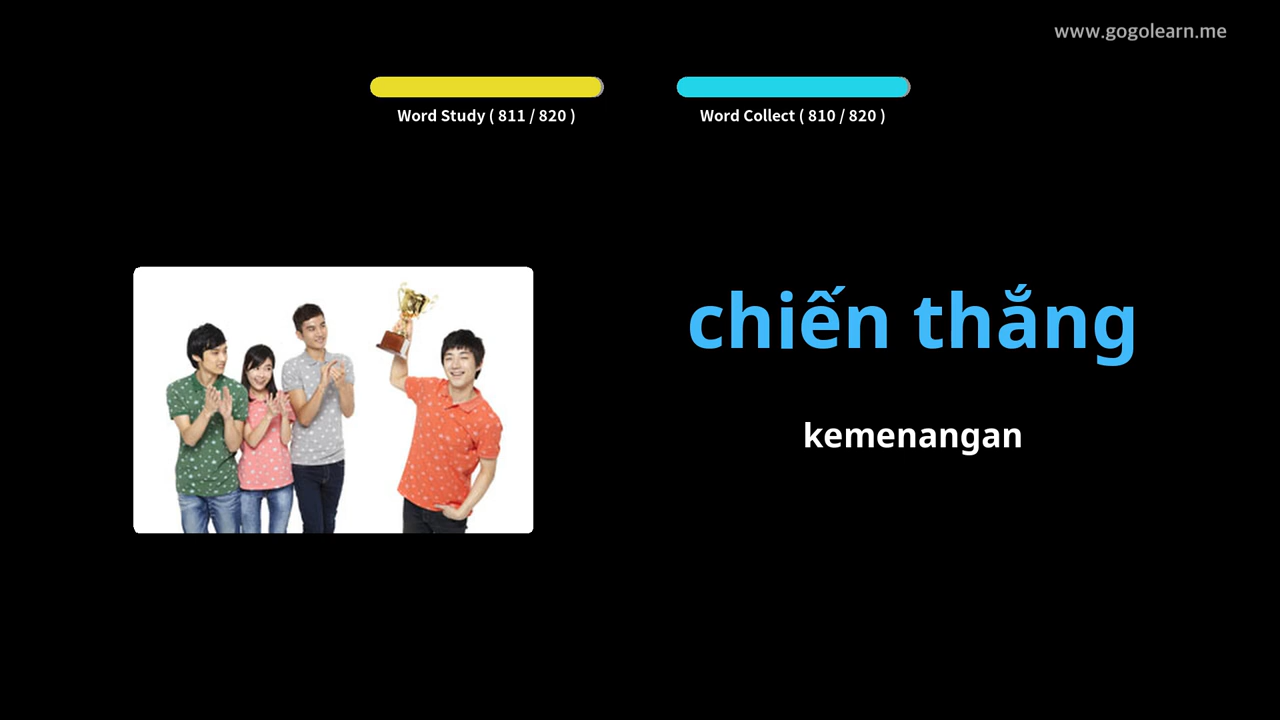 www.gogolearn.me
Word Study ( 811 / 820 )
Word Collect ( 810 / 820 )
chiến thắng
kemenangan